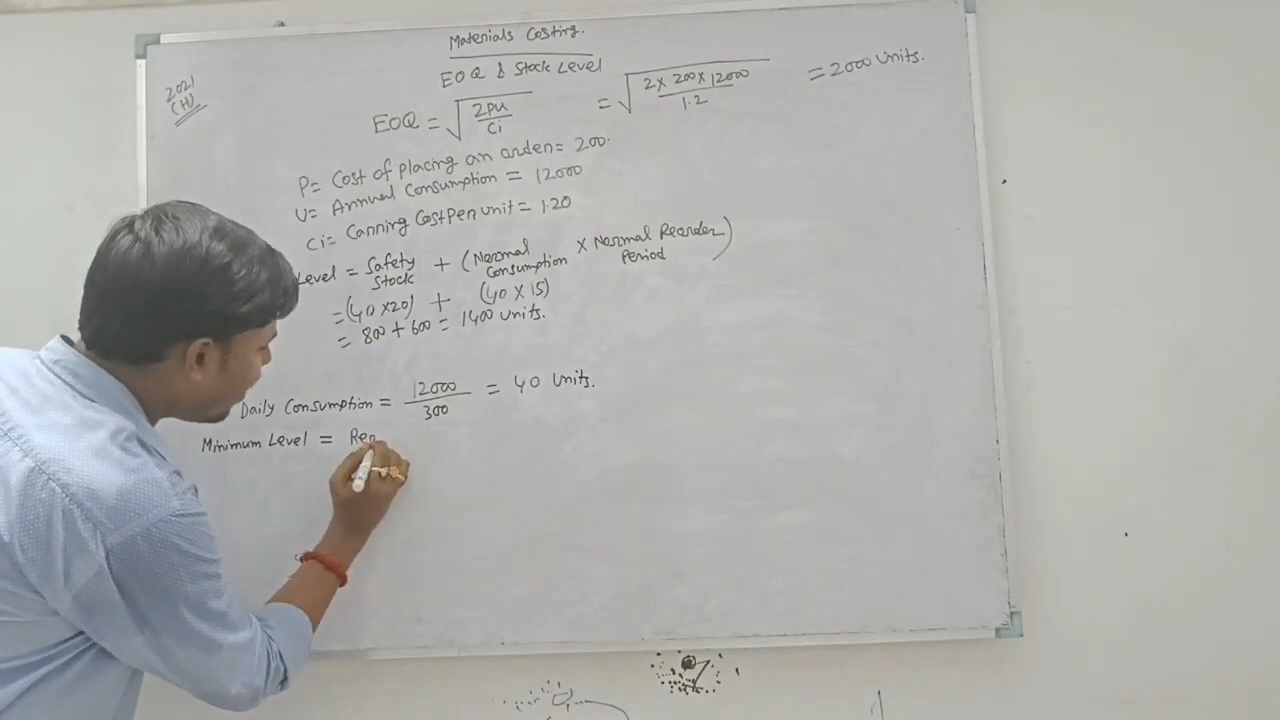 Materials Costing.
EOQ & Stock Level
2021
(H)
EOQ = √2PU/Ci = √2 x 200 x 12000/1.2 = 2000 Units.
P = Cost of placing an order = 200.
U = Annual Consumption = 12000
Ci = Carrying Cost Per unit = 1.20
Level = Safety Stock + (Normal Consumption x Normal Reorder Period)
= (40 x 20) + (40 x 15)
= 800 + 600 = 1400 units.
Daily Consumption = 12000/300 = 40 units.
Minimum Level = Reo